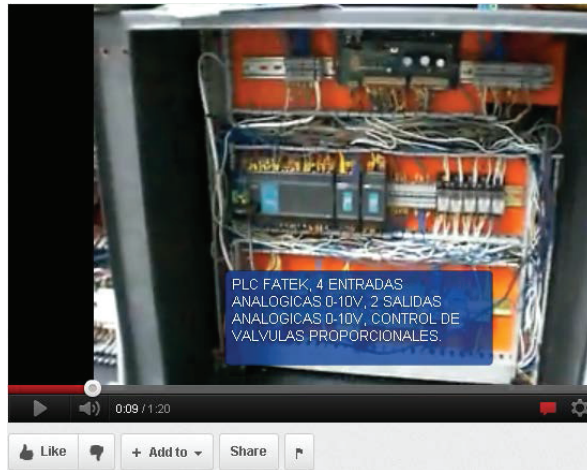 PLC FATEK, 4 ENTRADAS
ANALOGICAS 0-10V, 2 SALIDAS
ANALOGICAS 0-10V, CONTROL DE
VALVULAS PROPORCIONALES.
0:09 / 1:20
Like
+ Add to
Share